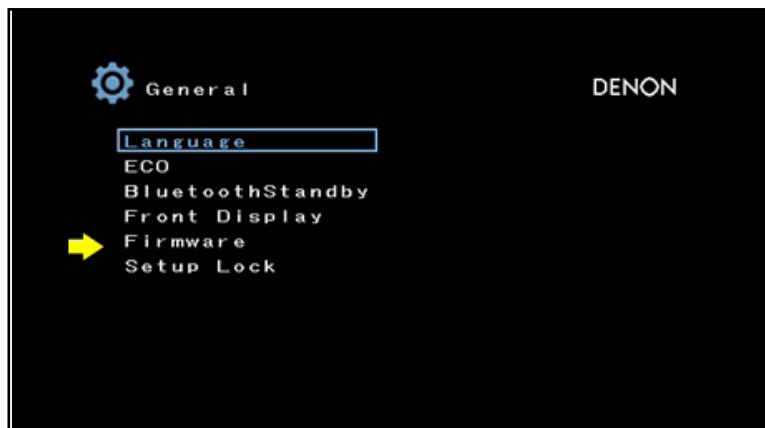 General
DENON
Language
ECO
BluetoothStandby
Front Display
Firmware
Setup Lock